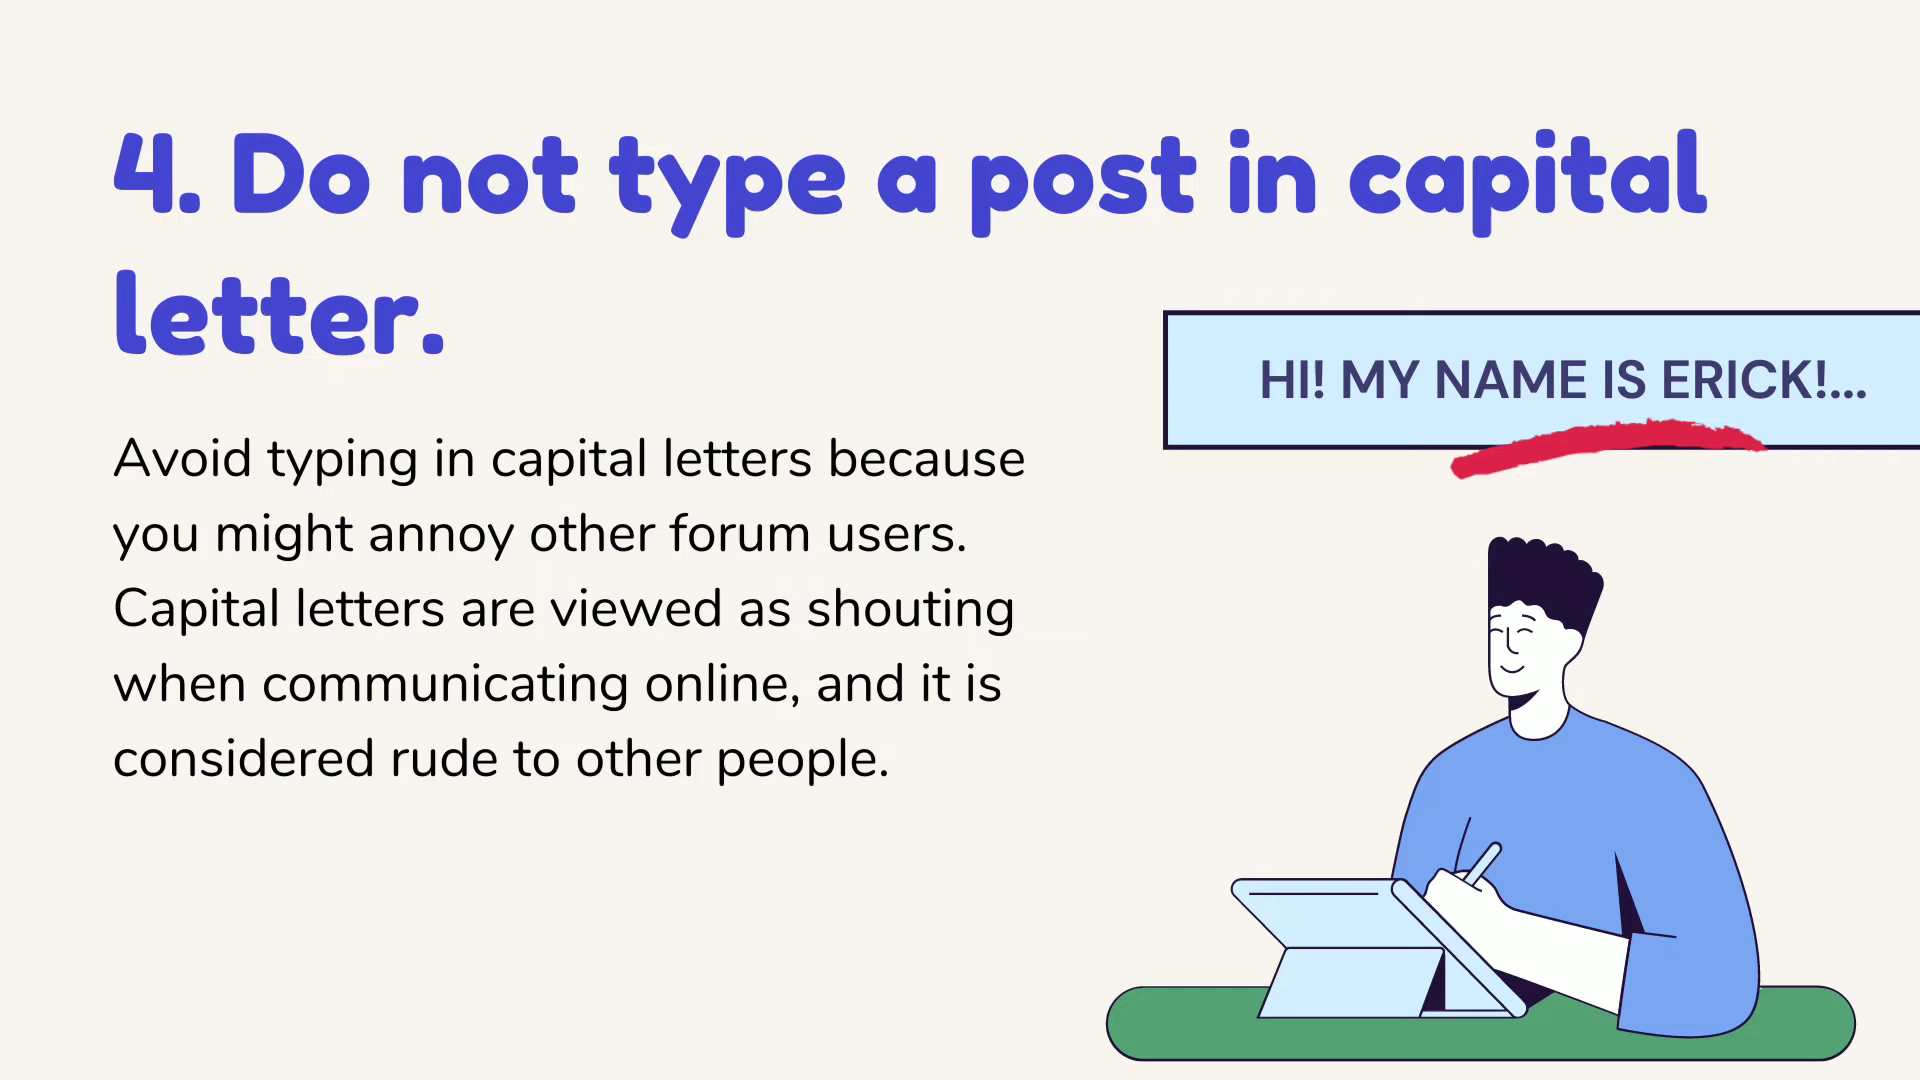 4. Do not type a post in capital
letter.
HI! MY NAME IS ERICK!...
Avoid typing in capital letters because
you might annoy other forum users.
Capital letters are viewed as shouting
when communicating online, and it is
considered rude to other people.